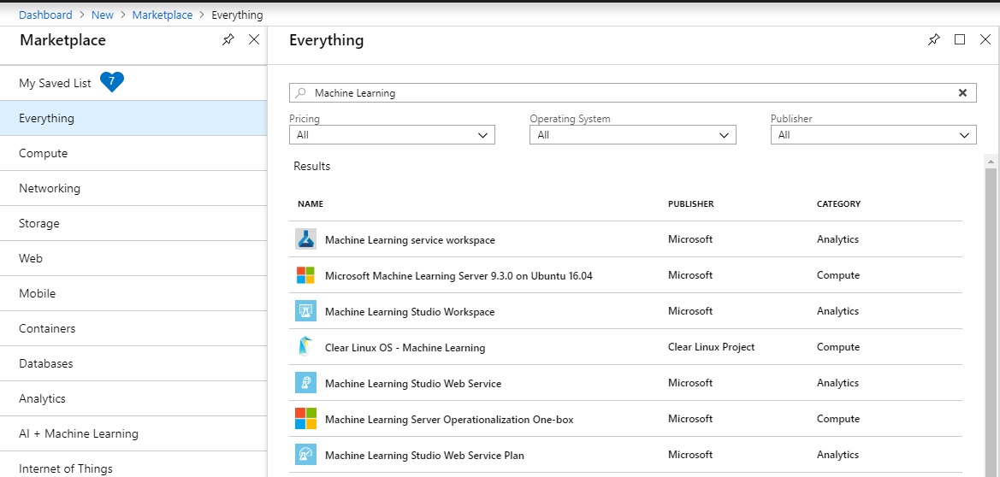 Dashboard > New > Marketplace > Everything
Marketplace
My Saved List 7
Everything
Compute
Networking
Storage
Web
Mobile
Containers
Databases
Analytics
AI + Machine Learning
Internet of Things
Everything
Machine Learning
Pricing Operating System Publisher
All All All
Results
NAME PUBLISHER CATEGORY
Machine Learning service workspace Microsoft Analytics
Microsoft Machine Learning Server 9.3.0 on Ubuntu 16.04 Microsoft Compute
Machine Learning Studio Workspace Microsoft Analytics
Clear Linux OS - Machine Learning Clear Linux Project Compute
Machine Learning Studio Web Service Microsoft Analytics
Machine Learning Server Operationalization One-box Microsoft Compute
Machine Learning Studio Web Service Plan Microsoft Analytics